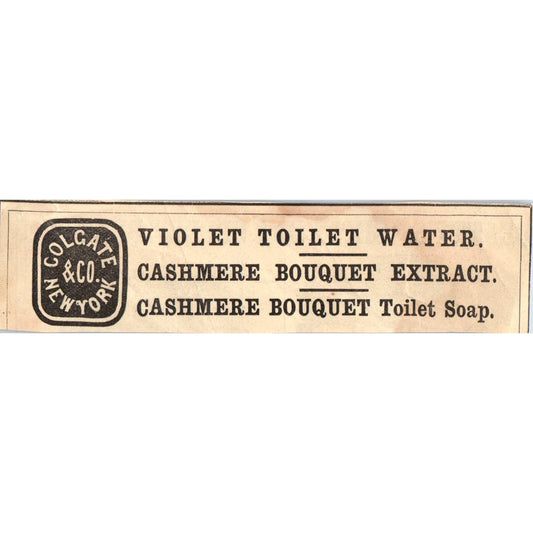 COLGATE
& CO.
NEW YORK
VIOLET TOILET WATER.
CASHMERE BOUQUET EXTRACT.
CASHMERE BOUQUET Toilet Soap.